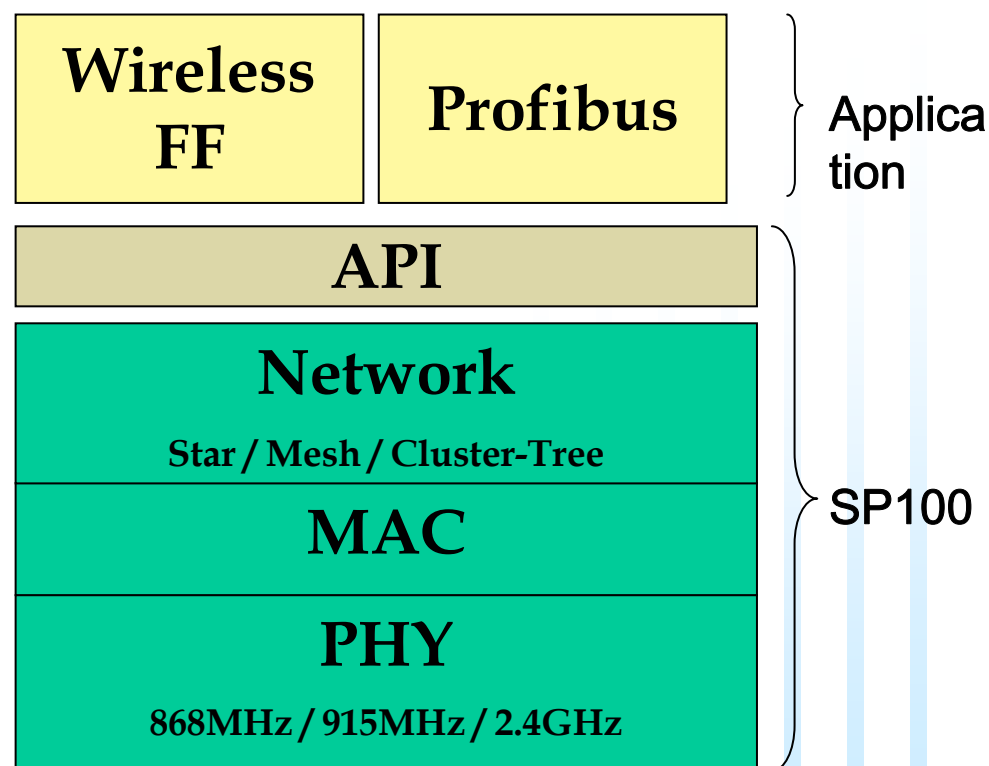 Wireless
FF
Profibus
Applica
tion
API
Network
Star / Mesh / Cluster-Tree
MAC
SP100
PHY
868MHz / 915MHz / 2.4GHz